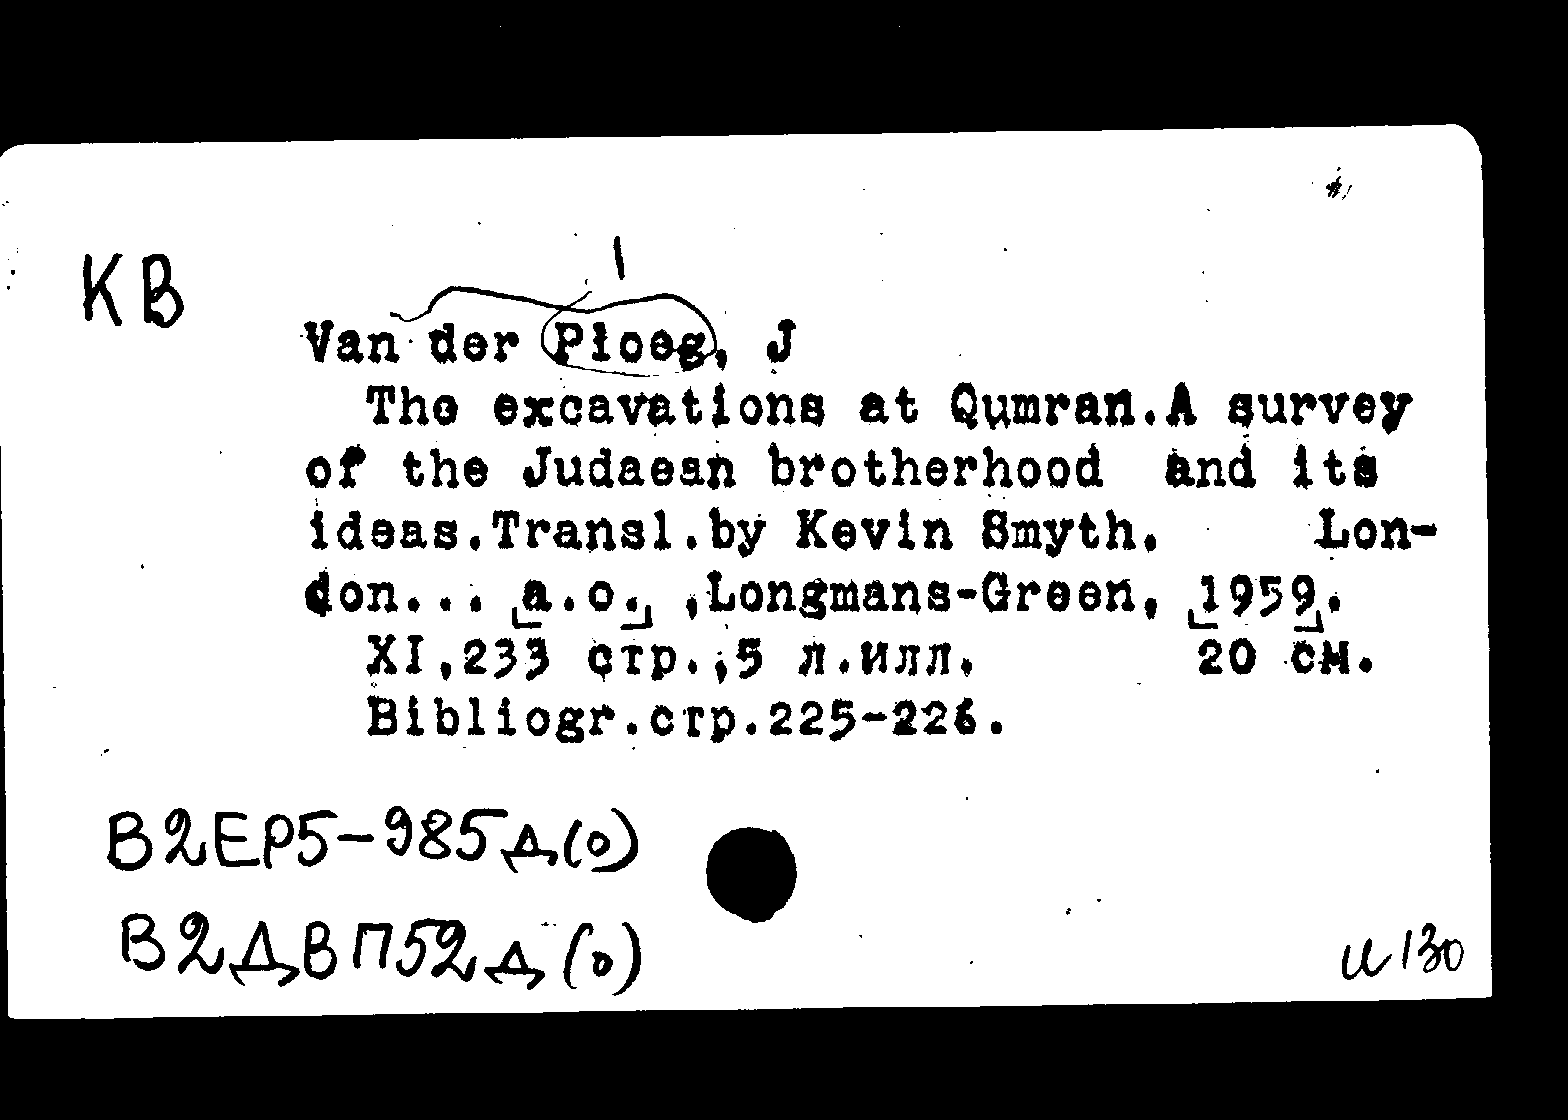 КВ
1
Van der Ploeg, J
The excavations at Qumran.A survey
of the Judaean brotherhood and its
ideas.Transl.by Kevin Smyth. Lon-
don... [a.o.] ,Longmans-Green, [1959].
XI,233 стр.,5 л.илл. 20 см.
Bibliogr.стр.225-226.
В2ЕР5-985д(о)
В2ДВП52д(о)
и130